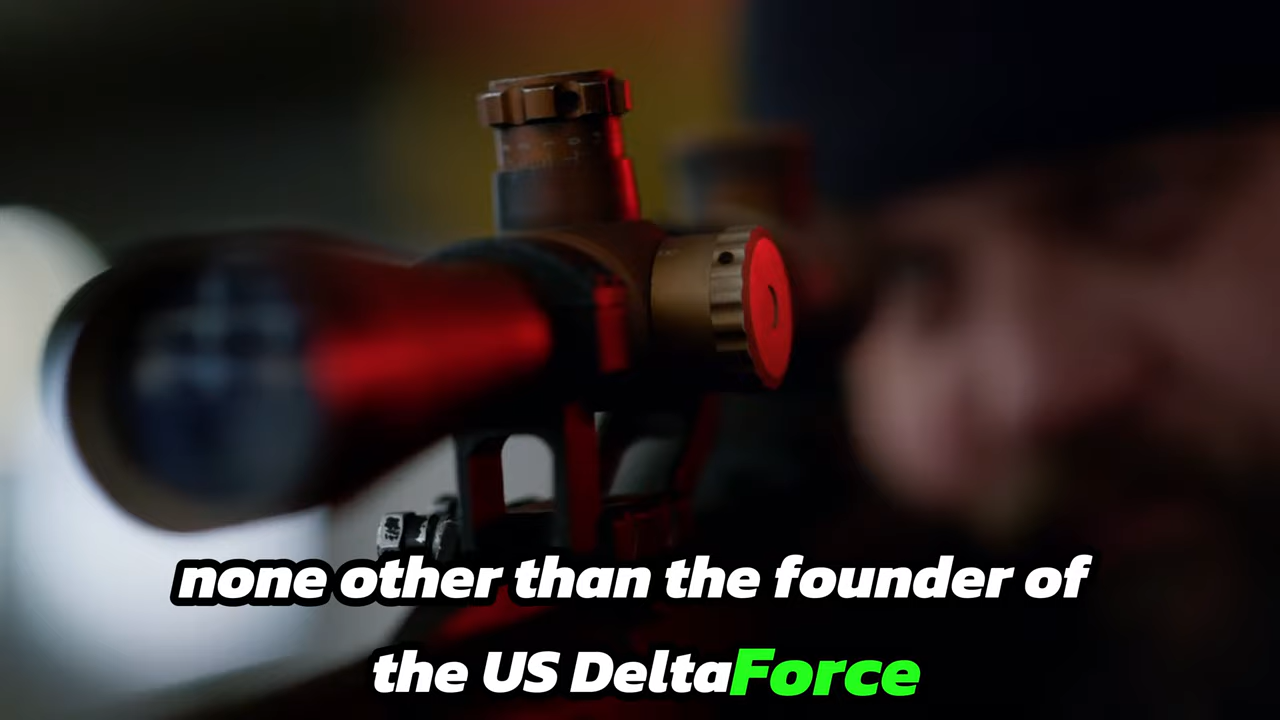 none other than the founder of
the US DeltaForce